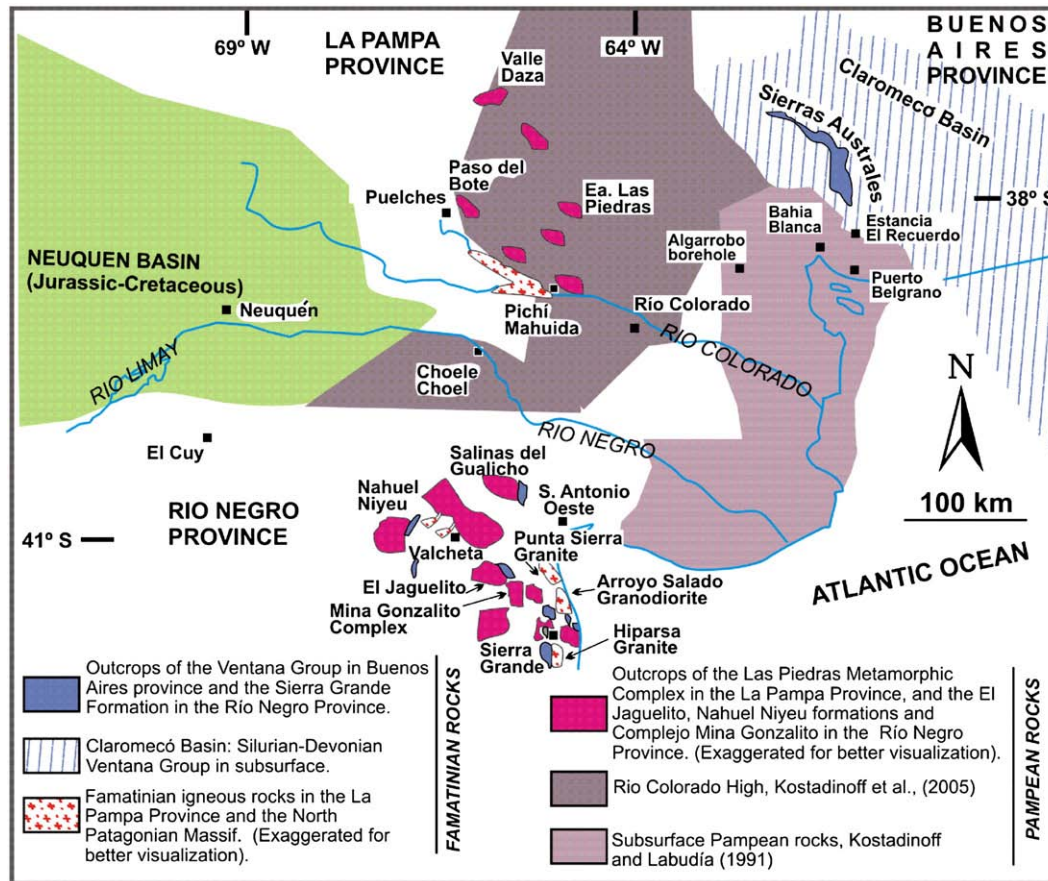 69º W
LA PAMPA
PROVINCE
64º W
BUENOS
AIRES
PROVINCE
Valle
Daza
Claromecó Basin
Sierras Australes
Paso del
Bote
Puelches
Ea. Las
Piedras
38º S
Bahia
Blanca
Estancia
El Recuerdo
Algarrobo
borehole
NEUQUEN BASIN
(Jurassic-Cretaceous)
Puerto
Belgrano
Neuquén
Pichí
Mahuida
Río Colorado
RIO LIMAY
RIO COLORADO
Choele
Choel
N
RIO NEGRO
El Cuy
Salinas del
Gualicho
100 km
Nahuel
Niyeu
S. Antonio
Oeste
RIO NEGRO
PROVINCE
41º S
Valcheta
Punta Sierra
Granite
ATLANTIC OCEAN
El Jaguelito
Arroyo Salado
Granodiorite
Mina Gonzalito
Complex
Sierra
Grande
Hiparsa
Granite
Outcrops of the Ventana Group in Buenos
Aires province and the Sierra Grande
Formation in the Río Negro Province.
Claromecó Basin: Silurian-Devonian
Ventana Group in subsurface.
Famatinian igneous rocks in the La
Pampa Province and the North
Patagonian Massif. (Exaggerated for
better visualization).
FAMATINIAN ROCKS
Outcrops of the Las Piedras Metamorphic
Complex in the La Pampa Province, and the El
Jaguelito, Nahuel Niyeu formations and
Complejo Mina Gonzalito in the Río Negro
Province. (Exaggerated for better visualization).
Rio Colorado High, Kostadinoff et al., (2005)
Subsurface Pampean rocks, Kostadinoff
and Labudía (1991)
PAMPEAN ROCKS